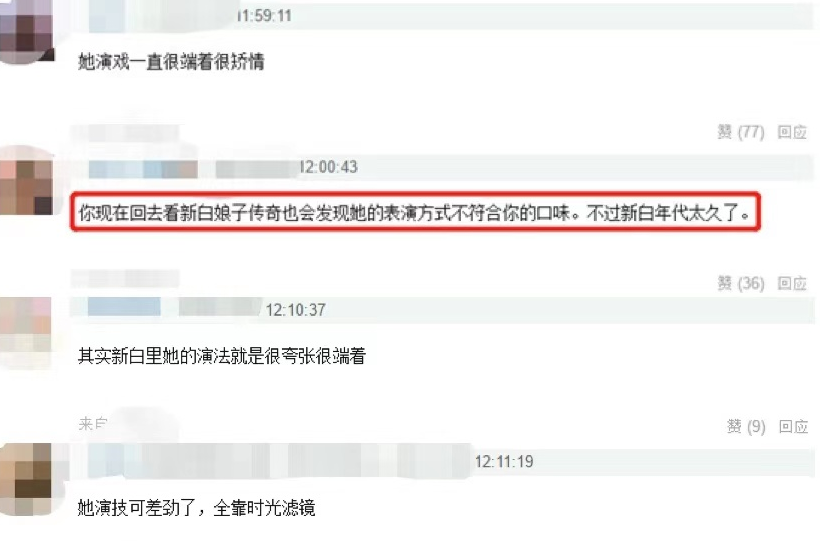 11:59:11
她演戏一直很端着很矫情
赞 (77) 回应
12:00:43
你现在回去看新白娘子传奇也会发现她的表演方式不符合你的口味。不过新白年代太久了。
赞 (36) 回应
12:10:37
其实新白里她的演法就是很夸张很端着
来自
赞 (9) 回应
12:11:19
她演技可差劲了，全靠时光滤镜